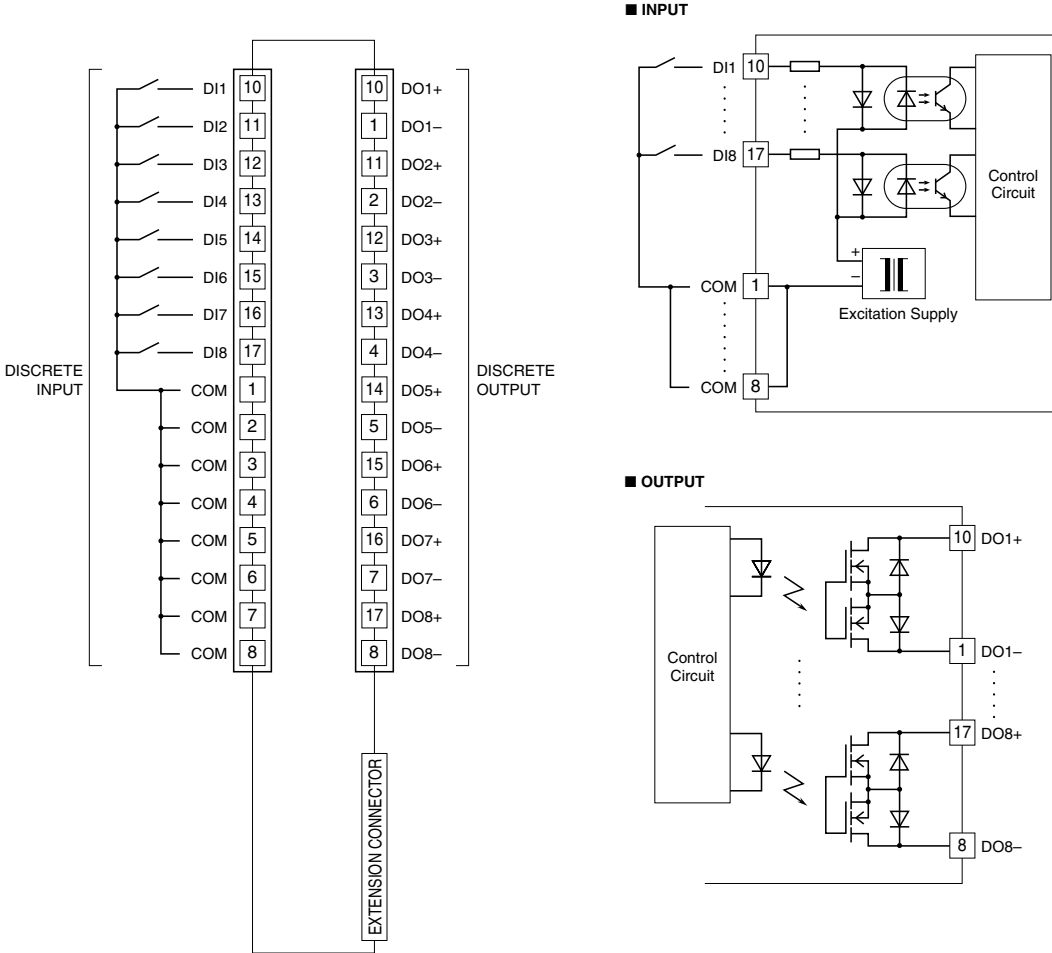 DISCRETE
INPUT
DI1 10
DI2 11
DI3 12
DI4 13
DI5 14
DI6 15
DI7 16
DI8 17
COM 1
COM 2
COM 3
COM 4
COM 5
COM 6
COM 7
COM 8
10 DO1+
1 DO1–
11 DO2+
2 DO2–
12 DO3+
3 DO3–
13 DO4+
4 DO4–
14 DO5+
5 DO5–
15 DO6+
6 DO6–
16 DO7+
7 DO7–
17 DO8+
8 DO8–
DISCRETE
OUTPUT
EXTENSION CONNECTOR
■ INPUT
DI1 10
DI8 17
COM 1
COM 8
+
–
Excitation Supply
Control
Circuit
■ OUTPUT
Control
Circuit
10 DO1+
1 DO1–
17 DO8+
8 DO8–